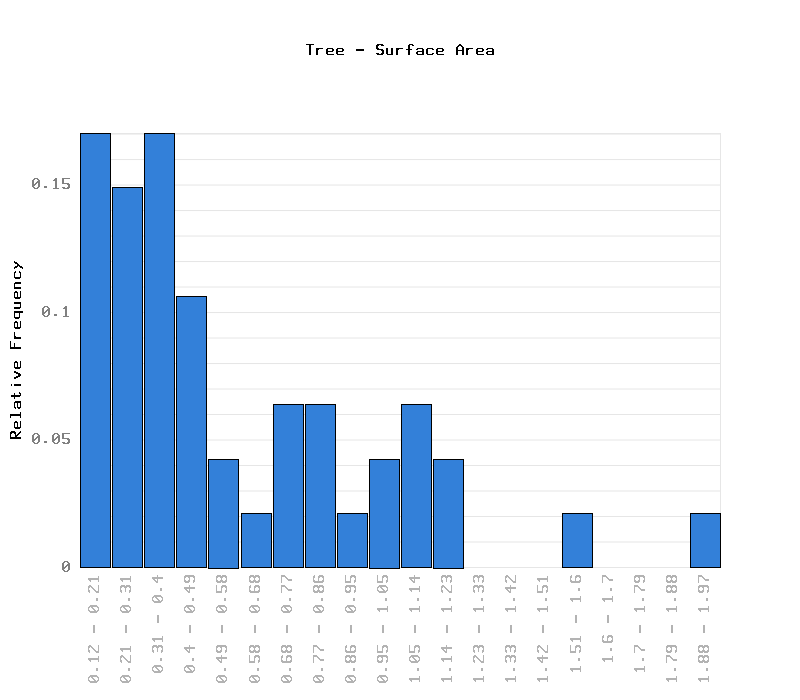 Tree - Surface Area
Relative Frequency
0.15
0.1
0.05
0
0.12 - 0.21
0.21 - 0.31
0.31 - 0.4
0.4 - 0.49
0.49 - 0.58
0.58 - 0.68
0.68 - 0.77
0.77 - 0.86
0.86 - 0.95
0.95 - 1.05
1.05 - 1.14
1.14 - 1.23
1.23 - 1.33
1.33 - 1.42
1.42 - 1.51
1.51 - 1.6
1.6 - 1.7
1.7 - 1.79
1.79 - 1.88
1.88 - 1.97